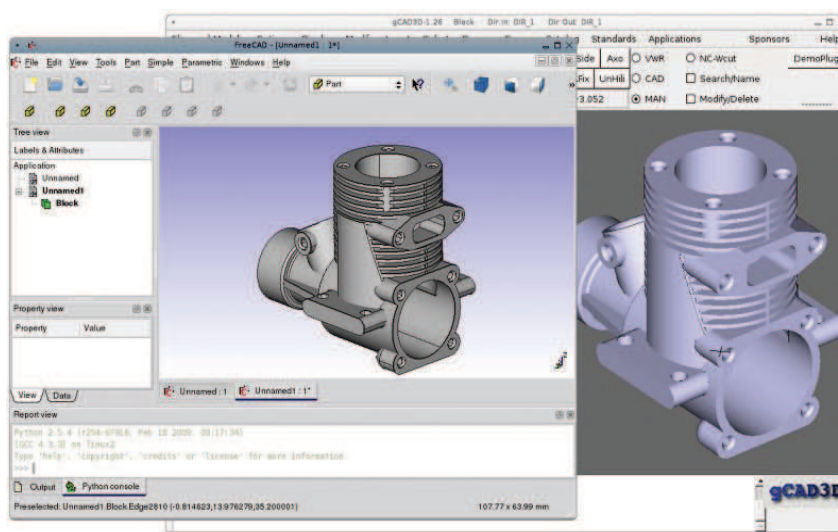 gCAD3D-1.26 Block Dir:In: DIR_1 Dir:Out: DIR_1
Standards Applications Sponsors Help
Side Axo VWR NC-Wcut DemoPlug
Fix UnHili CAD Search/Name
-3.052 MAN Modify/Delete
FreeCAD - [Unnamed1 : 1*]
File Edit View Tools Part Simple Parametric Windows Help
Part
Tree view
Labels & Attributes
Application
Unnamed
Unnamed1
Block
Property view
Property Value
View Data
Unnamed : 1 Unnamed1 : 1*
Report view
Type 'help', 'copyright', 'credits' or 'license' for more information.
>>>
Output Python console
Preselected: Unnamed1.Block.Edge2810 (-0.814623,13.976279,35.200001) 107.77 x 63.99 mm
gCAD3D